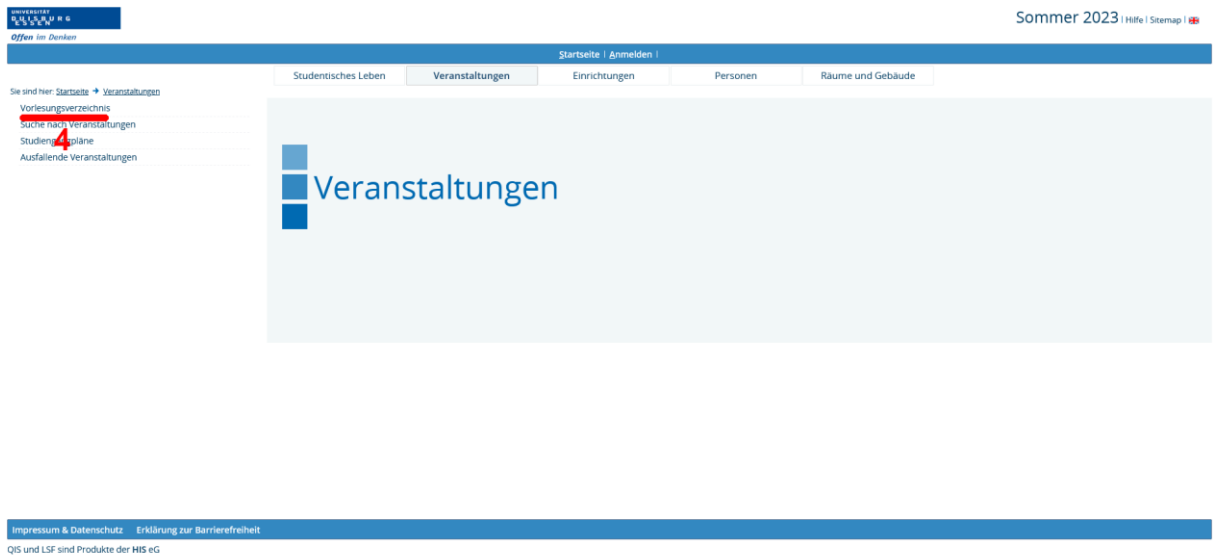 UNIVERSITÄT
DUISBURG
ESSEN
Offen im Denken
Sommer 2023 | Hilfe | Sitemap |
Startseite | Anmelden |
Studentisches Leben Veranstaltungen Einrichtungen Personen Räume und Gebäude
Sie sind hier: Startseite ➔ Veranstaltungen
Vorlesungsverzeichnis
Suche nach Veranstaltungen
4
Studiengangpläne
Ausfallende Veranstaltungen
Veranstaltungen
Impressum & Datenschutz Erklärung zur Barrierefreiheit
QIS und LSF sind Produkte der HIS eG